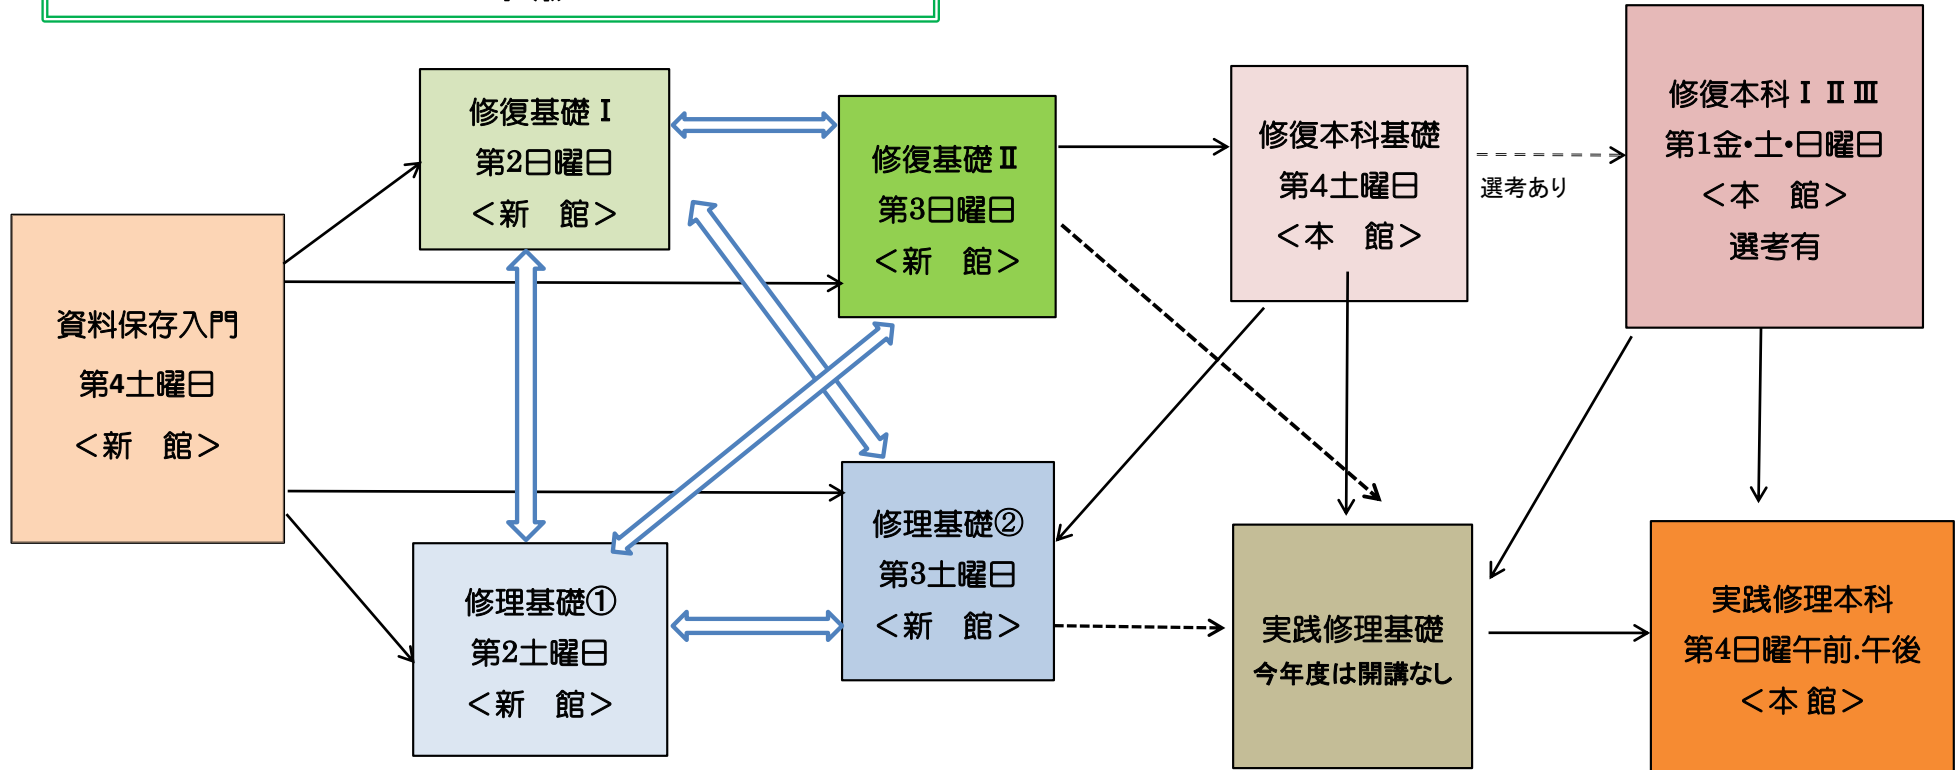 修復基礎Ⅰ
第2日曜日
＜新　館＞
修復基礎Ⅱ
第3日曜日
＜新　館＞
修復本科基礎
第4土曜日
＜本　館＞
選考あり
修復本科Ⅰ Ⅱ Ⅲ
第1金・土・日曜日
＜本　館＞
選考有
資料保存入門
第4土曜日
＜新　館＞
修理基礎①
第2土曜日
＜新　館＞
修理基礎②
第3土曜日
＜新　館＞
実践修理基礎
今年度は開講なし
実践修理本科
第4日曜午前.午後
＜本 館＞